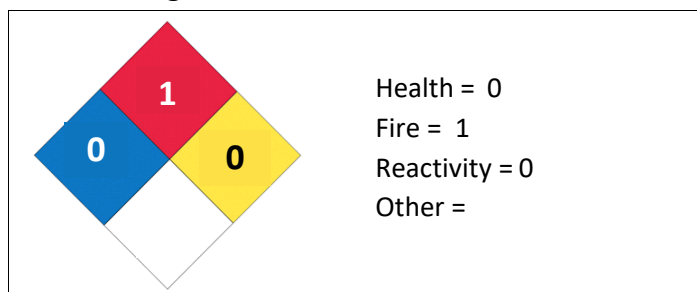 1
0
0
Health = 0
Fire = 1
Reactivity = 0
Other =